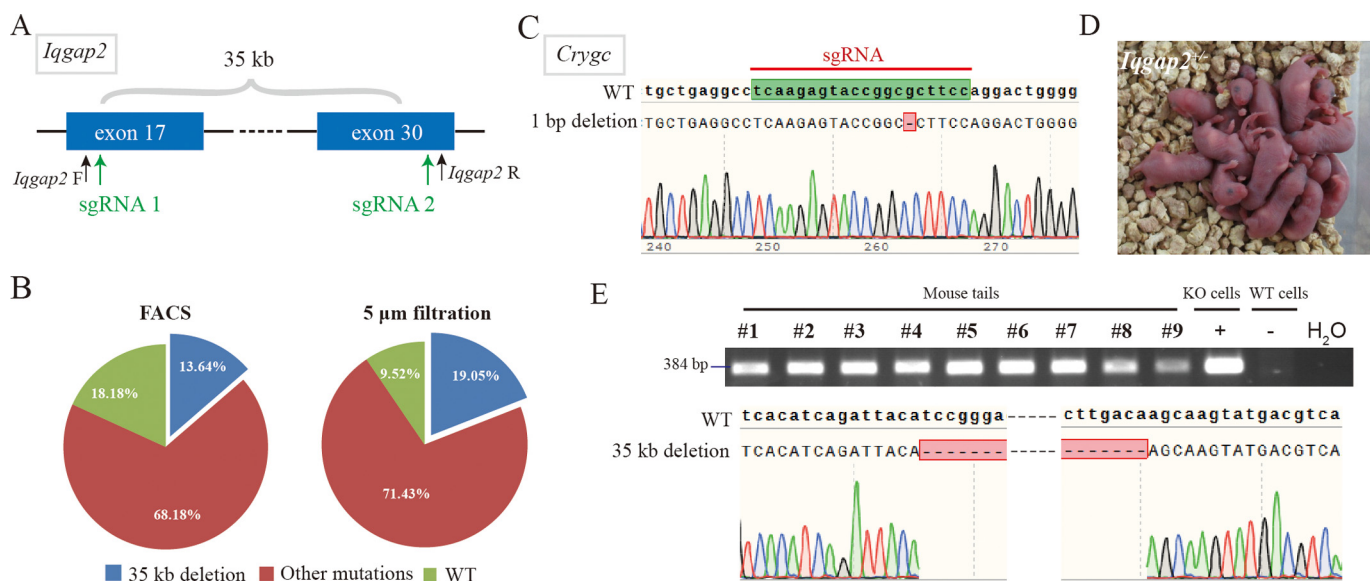 A
Iqgap2
35 kb
exon 17
exon 30
Iqgap2 F
Iqgap2 R
sgRNA 1
sgRNA 2
B
FACS
5 µm filtration
13.64%
18.18%
68.18%
19.05%
9.52%
71.43%
35 kb deletion
Other mutations
WT
C
Crygc
sgRNA
WT
tgctgaggcctcaagagtaccggcgcttccaggactgggg
1 bp deletion
TGCTGAGGCCTCAAGAGTACCGGC-CTTCCAGGACTGGGG
240 250 260 270
D
Iqgap2+/-
E
Mouse tails
KO cells
WT cells
#1 #2 #3 #4 #5 #6 #7 #8 #9 + - H2O
384 bp
WT
tcacatcagattacatccggga ------ cttgacaagcaagtatgacgtca
35 kb deletion
TCACATCAGATTACA------- ------ -------AGCAAGTATGACGTCA